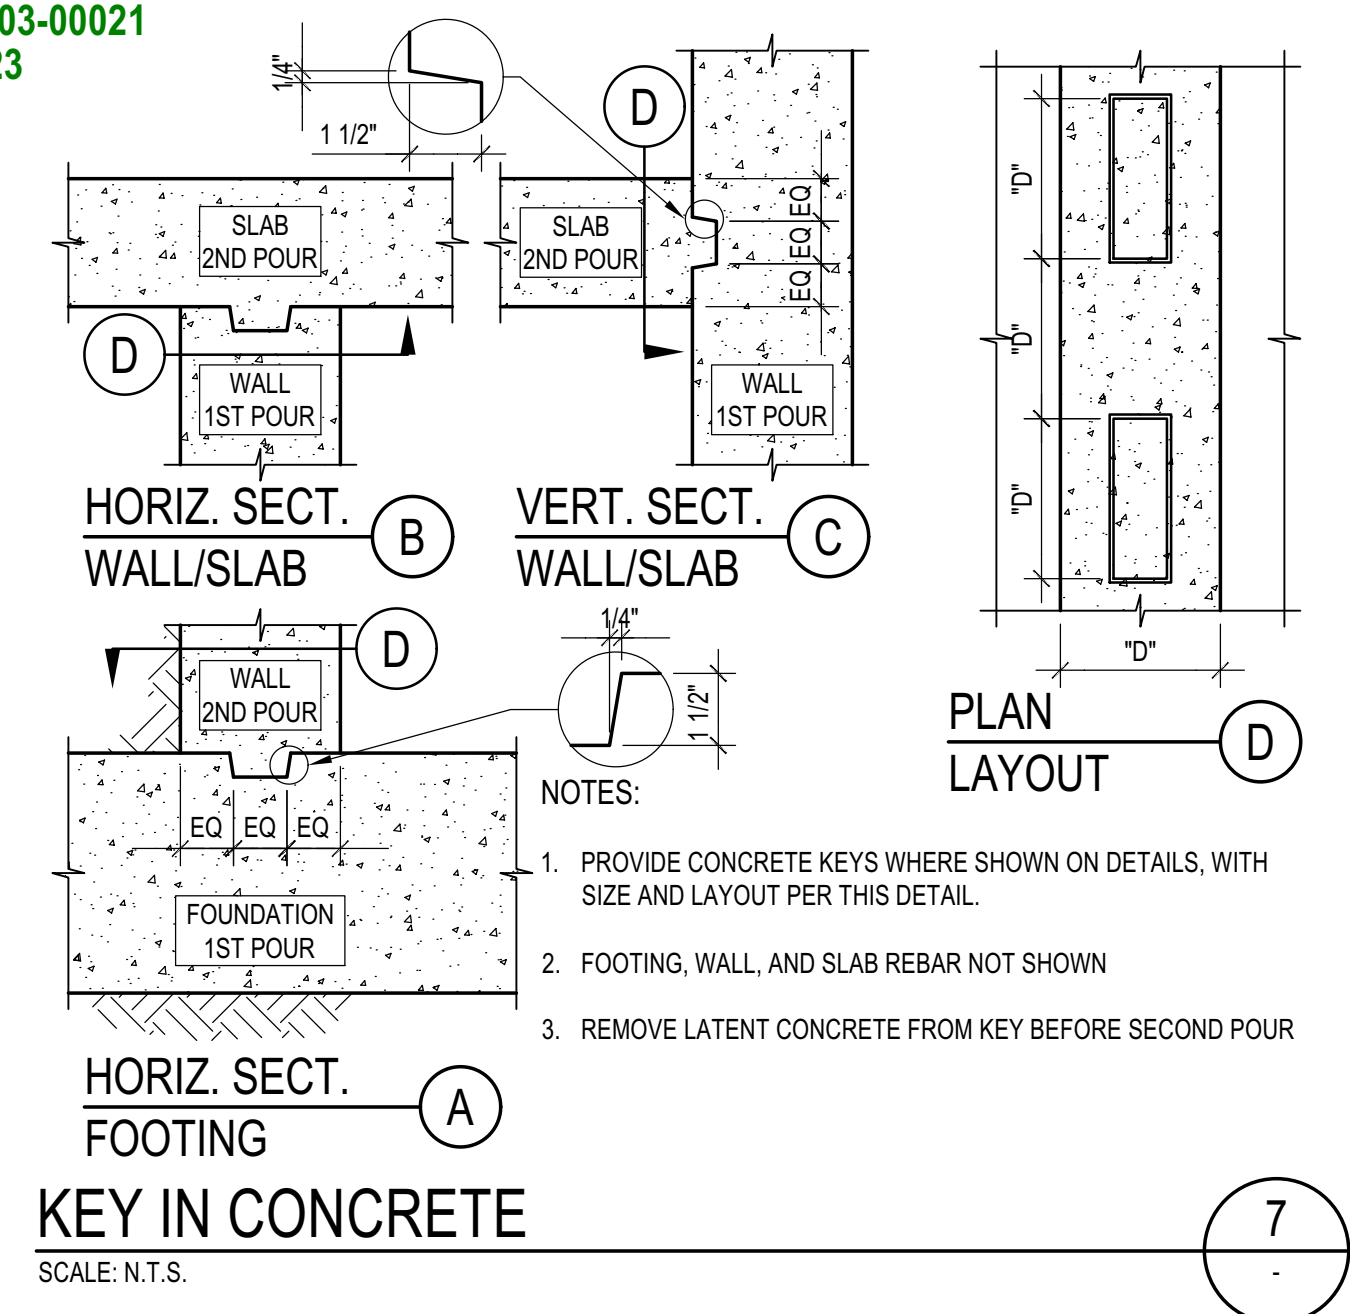 03-00021
23
1/4"
1 1/2"
D
SLAB
2ND POUR
D
WALL
1ST POUR
HORIZ. SECT.
WALL/SLAB
B
SLAB
2ND POUR
EQ
EQ
EQ
WALL
1ST POUR
VERT. SECT.
WALL/SLAB
C
"D"
"D"
"D"
"D"
PLAN
LAYOUT
D
D
WALL
2ND POUR
1/4"
1 1/2"
EQ EQ EQ
FOUNDATION
1ST POUR
HORIZ. SECT.
FOOTING
A
NOTES:
1. PROVIDE CONCRETE KEYS WHERE SHOWN ON DETAILS, WITH
SIZE AND LAYOUT PER THIS DETAIL.
2. FOOTING, WALL, AND SLAB REBAR NOT SHOWN
3. REMOVE LATENT CONCRETE FROM KEY BEFORE SECOND POUR
KEY IN CONCRETE
SCALE: N.T.S.
7
-